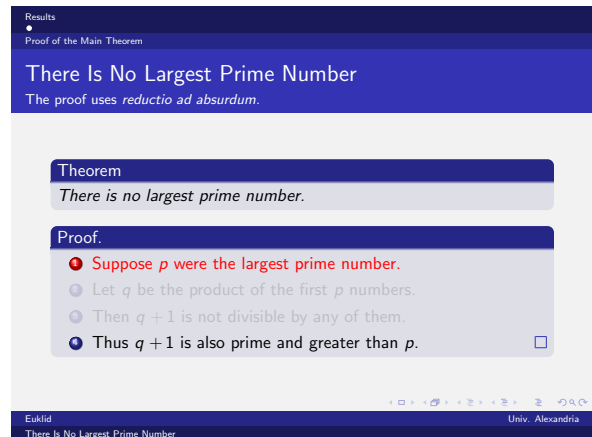 Results
Proof of the Main Theorem
There Is No Largest Prime Number
The proof uses reductio ad absurdum.
Theorem
There is no largest prime number.
Proof.
1 Suppose p were the largest prime number.
2 Let q be the product of the first p numbers.
3 Then q + 1 is not divisible by any of them.
4 Thus q + 1 is also prime and greater than p.
Euklid Univ. Alexandria
There Is No Largest Prime Number